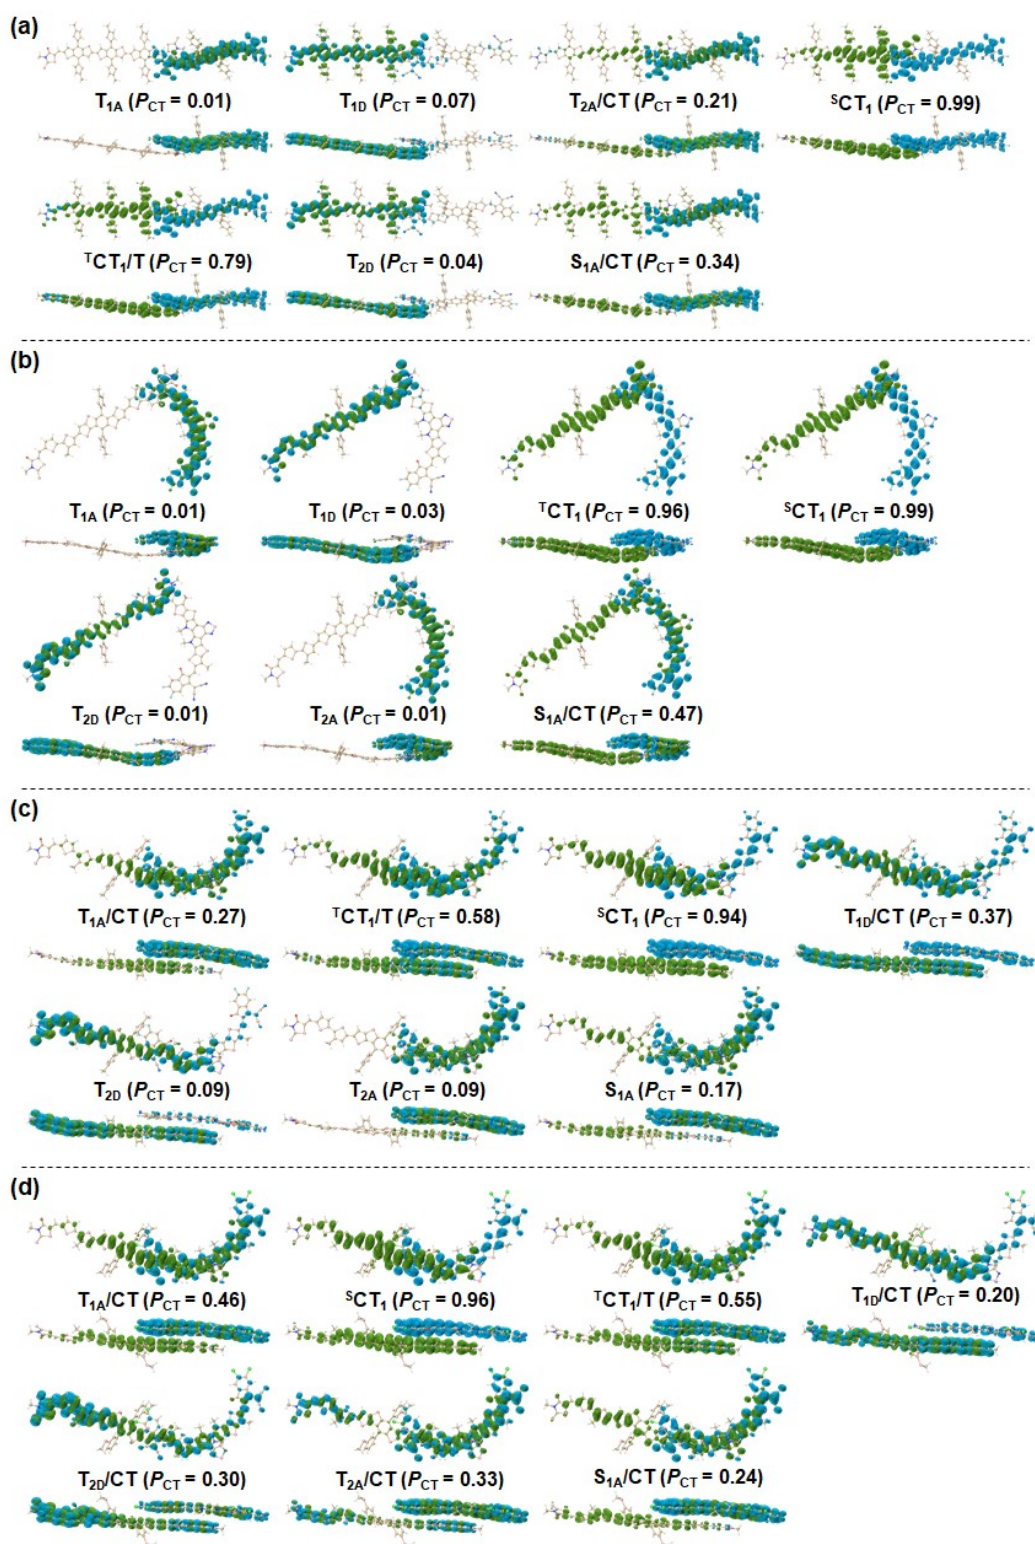 (a)
T1A (PCT = 0.01)
T1D (PCT = 0.07)
T2A/CT (PCT = 0.21)
SCT1 (PCT = 0.99)
TCT1/T (PCT = 0.79)
T2D (PCT = 0.04)
S1A/CT (PCT = 0.34)
(b)
T1A (PCT = 0.01)
T1D (PCT = 0.03)
TCT1 (PCT = 0.96)
SCT1 (PCT = 0.99)
T2D (PCT = 0.01)
T2A (PCT = 0.01)
S1A/CT (PCT = 0.47)
(c)
T1A/CT (PCT = 0.27)
TCT1/T (PCT = 0.58)
SCT1 (PCT = 0.94)
T1D/CT (PCT = 0.37)
T2D (PCT = 0.09)
T2A (PCT = 0.09)
S1A (PCT = 0.17)
(d)
T1A/CT (PCT = 0.46)
SCT1 (PCT = 0.96)
TCT1/T (PCT = 0.55)
T1D/CT (PCT = 0.20)
T2D/CT (PCT = 0.30)
T2A/CT (PCT = 0.33)
S1A/CT (PCT = 0.24)